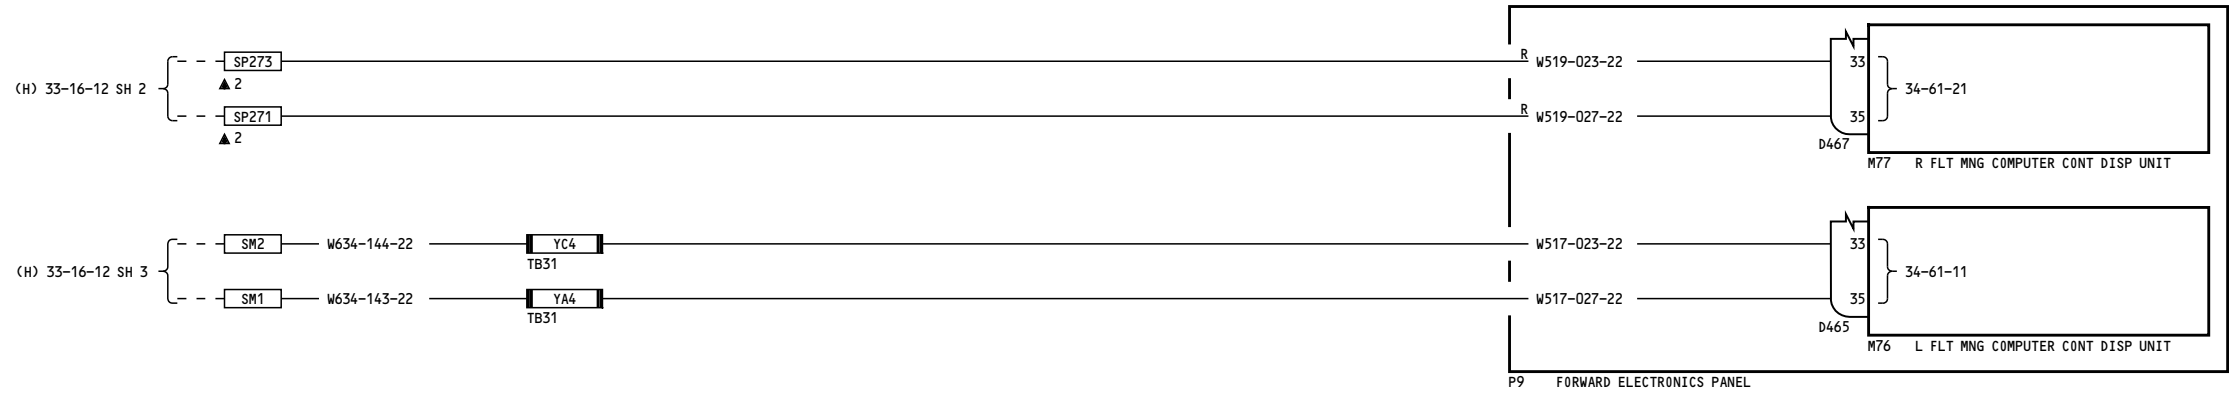 SP273
R W519-023-22
33
(H) 33-16-12 SH 2
▲ 2
34-61-21
SP271
R W519-027-22
35
▲ 2
D467
M77 R FLT MNG COMPUTER CONT DISP UNIT
SM2 W634-144-22 YC4 W517-023-22 33
TB31
(H) 33-16-12 SH 3
34-61-11
SM1 W634-143-22 YA4 W517-027-22 35
TB31
D465
M76 L FLT MNG COMPUTER CONT DISP UNIT
P9 FORWARD ELECTRONICS PANEL